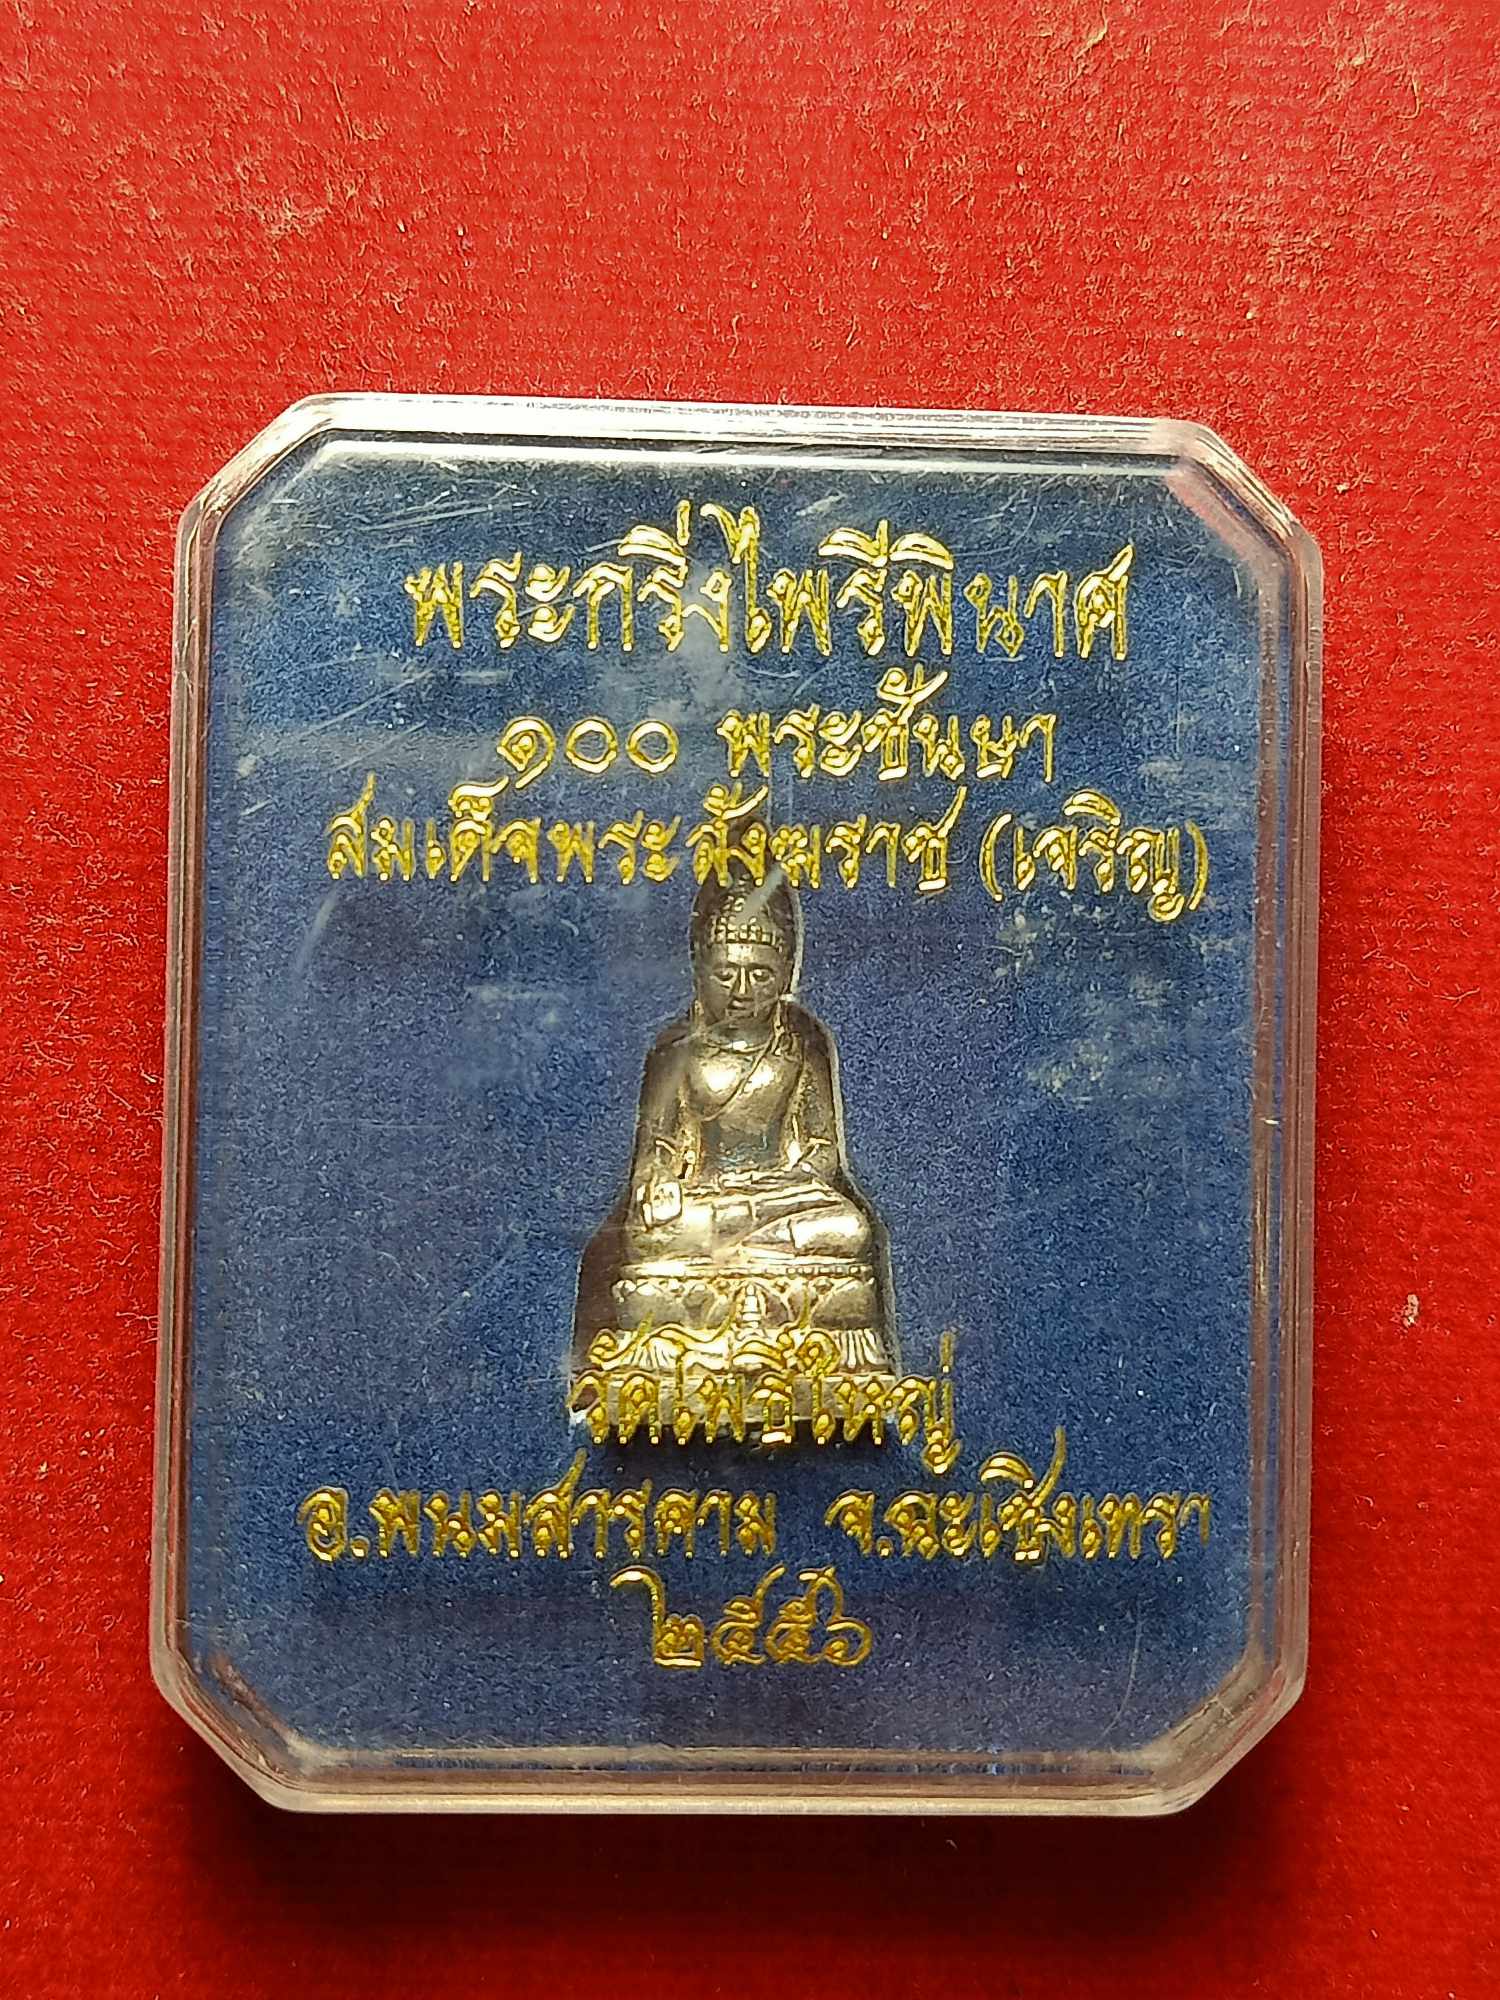 พระกริ่งไพรีพินาศ
๑๐๐ พระชันษา
สมเด็จพระสังฆราช (เจริญ)
วัดโพธิ์ใหญ่
อ.พนมสารคาม จ.ฉะเชิงเทรา
๒๕๕๖